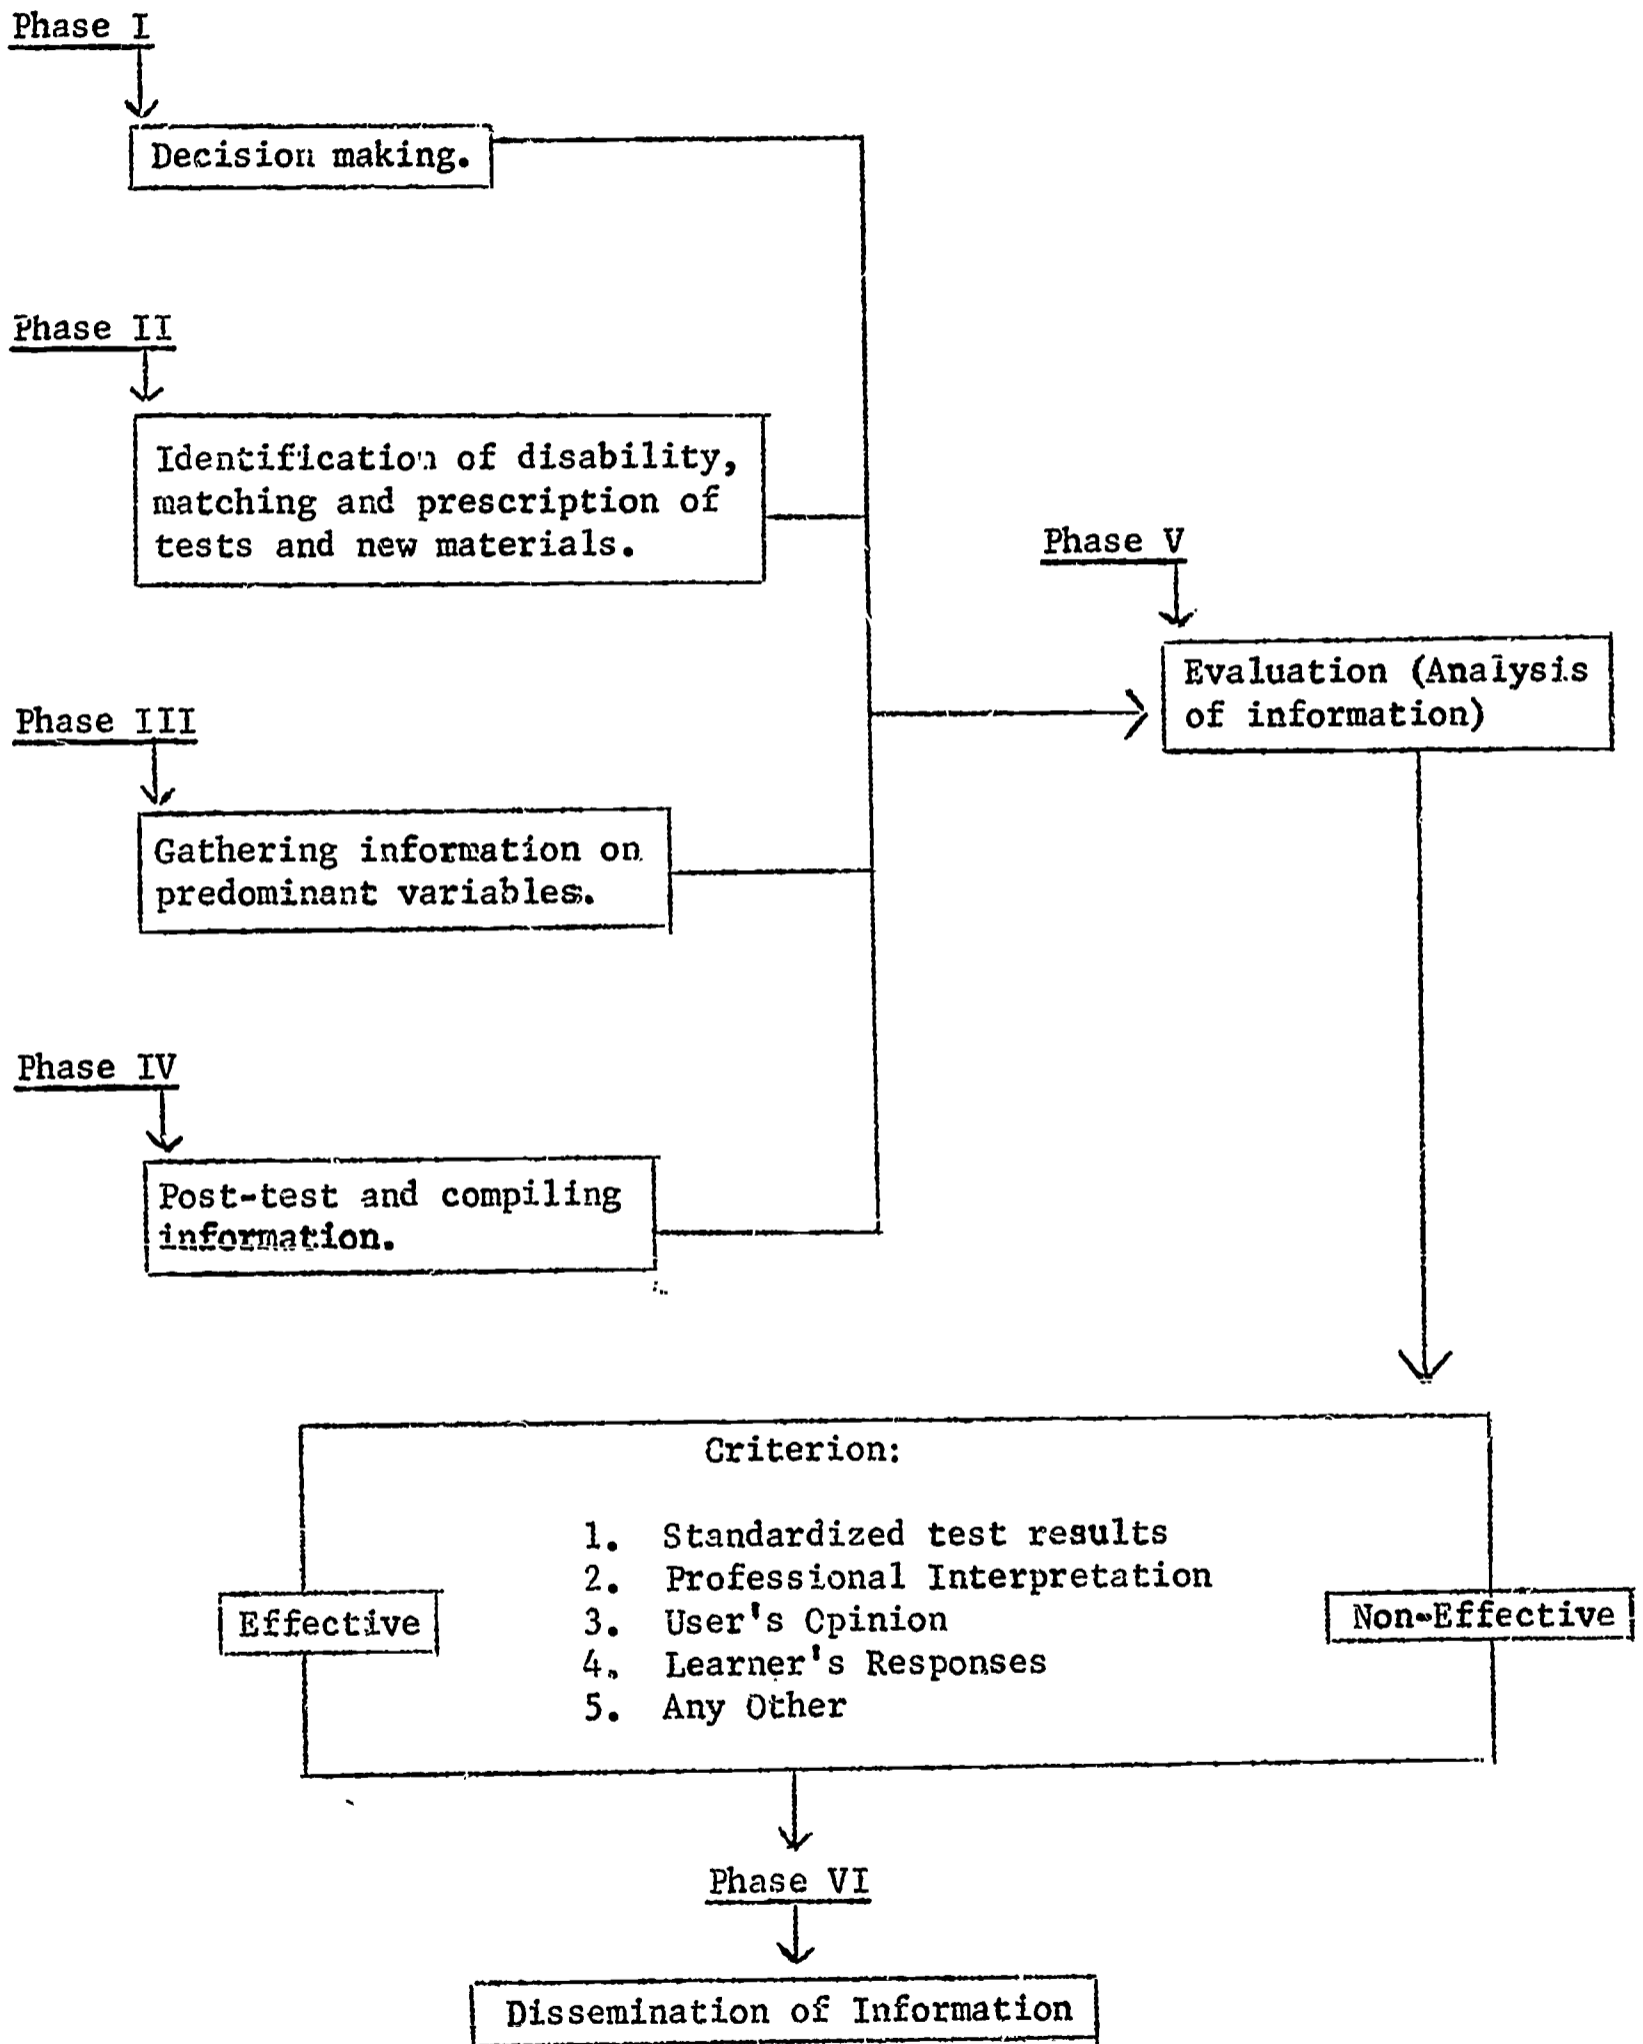 Phase I
Decision making.
Phase II
Identification of disability,
matching and prescription of
tests and new materials.
Phase III
Gathering information on
predominant variables.
Phase IV
Post-test and compiling
information.
Phase V
Evaluation (Analysis
of information)
Criterion:
1. Standardized test results
2. Professional Interpretation
3. User's Opinion
4. Learner's Responses
5. Any Other
Effective
Non-Effective
Phase VI
Dissemination of Information